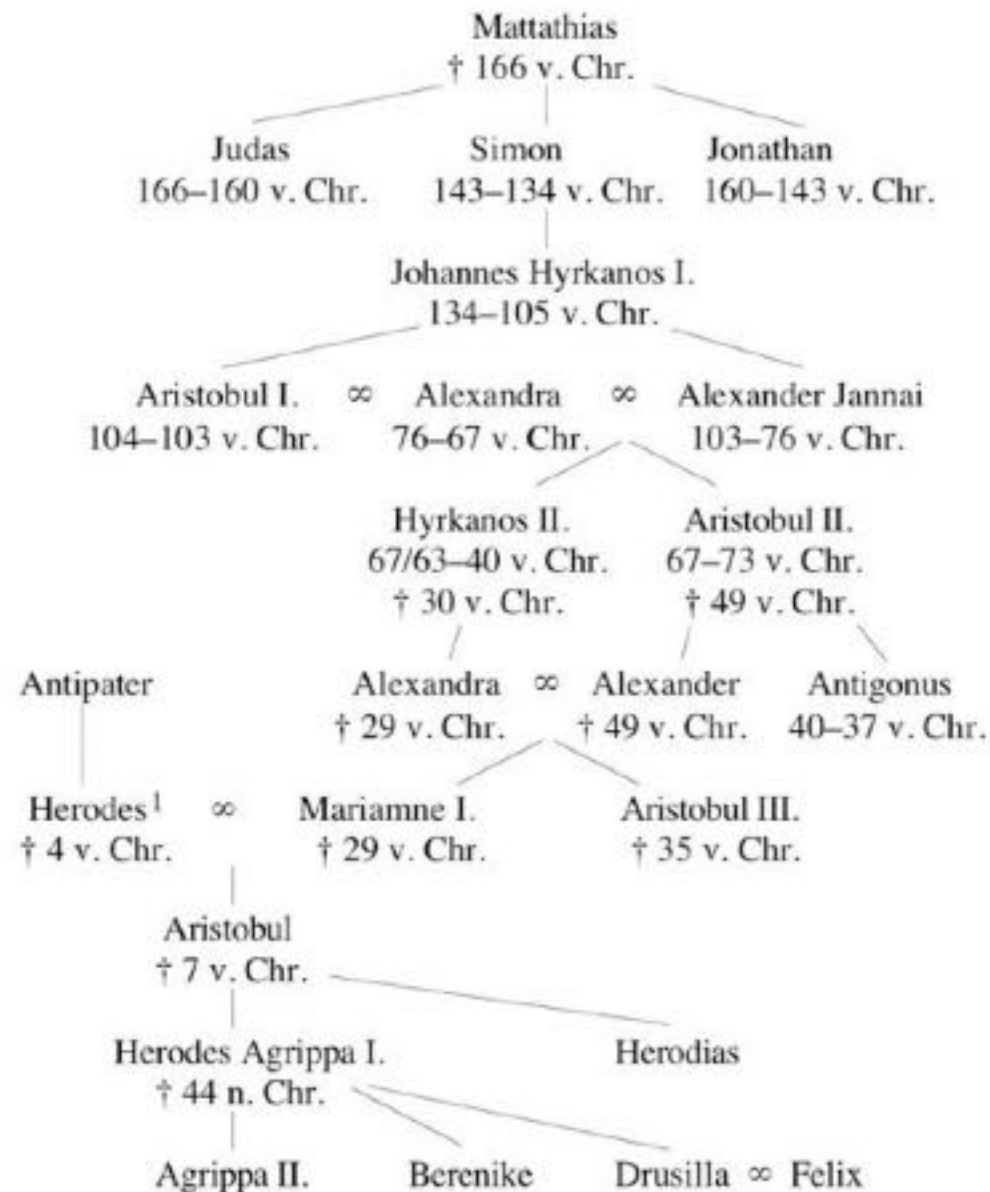 Mattathias
† 166 v. Chr.
Judas Simon Jonathan
166–160 v. Chr. 143–134 v. Chr. 160–143 v. Chr.
Johannes Hyrkanos I.
134–105 v. Chr.
Aristobul I. ∞ Alexandra ∞ Alexander Jannai
104–103 v. Chr. 76–67 v. Chr. 103–76 v. Chr.
Hyrkanos II. Aristobul II.
67/63–40 v. Chr. 67–73 v. Chr.
† 30 v. Chr. † 49 v. Chr.
Antipater Alexandra ∞ Alexander Antigonus
† 29 v. Chr. † 49 v. Chr. 40–37 v. Chr.
Herodes¹ ∞ Mariamne I. Aristobul III.
† 4 v. Chr. † 29 v. Chr. † 35 v. Chr.
Aristobul
† 7 v. Chr.
Herodes Agrippa I. Herodias
† 44 n. Chr.
Agrippa II. Berenike Drusilla ∞ Felix